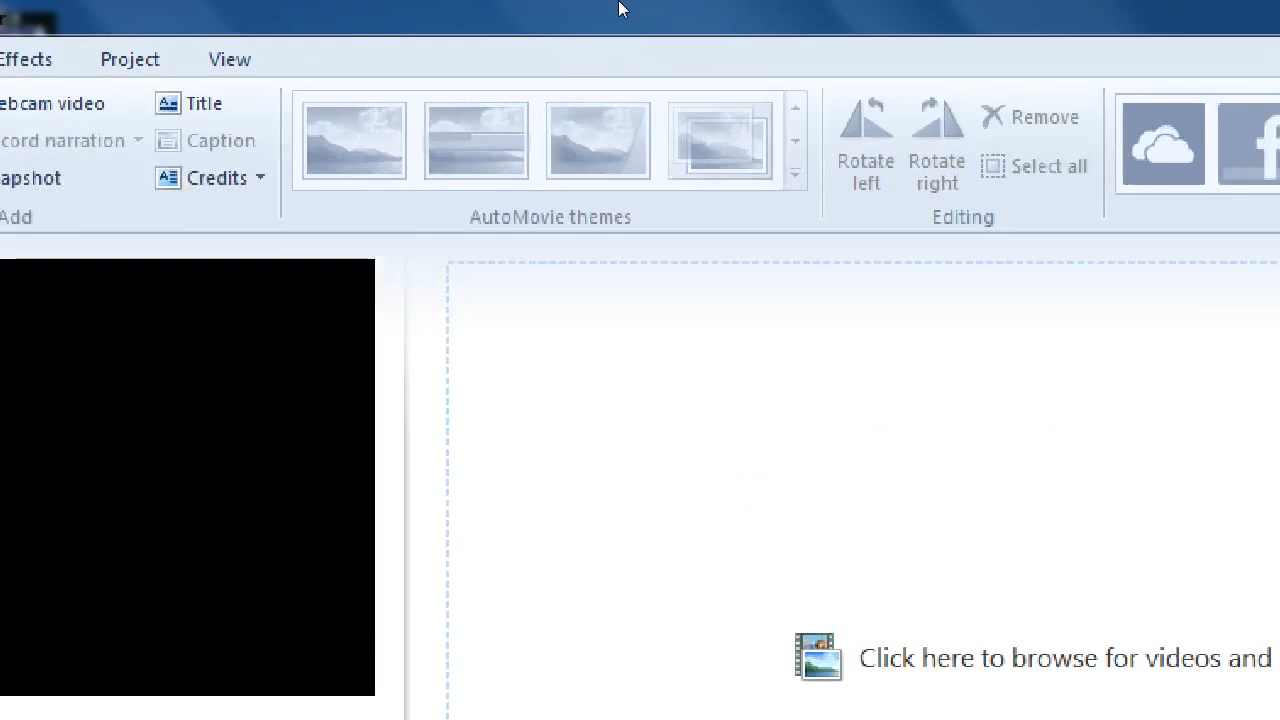 Effects Project View
ebcam video
Title
cord narration
Caption
apshot
Credits
Add
AutoMovie themes
Rotate left
Rotate right
Remove
Select all
Editing
Click here to browse for videos and